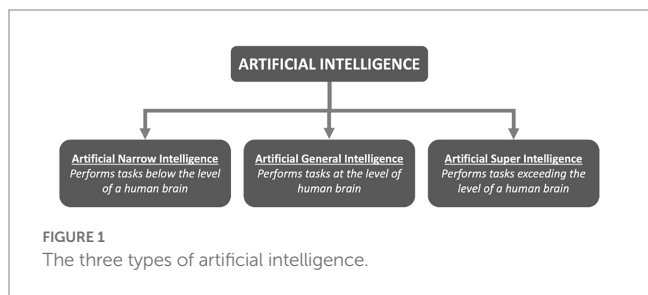 ARTIFICIAL INTELLIGENCE
Artificial Narrow Intelligence
Performs tasks below the level
of a human brain
Artificial General Intelligence
Performs tasks at the level of
human brain
Artificial Super Intelligence
Performs tasks exceeding the
level of a human brain
FIGURE 1
The three types of artificial intelligence.